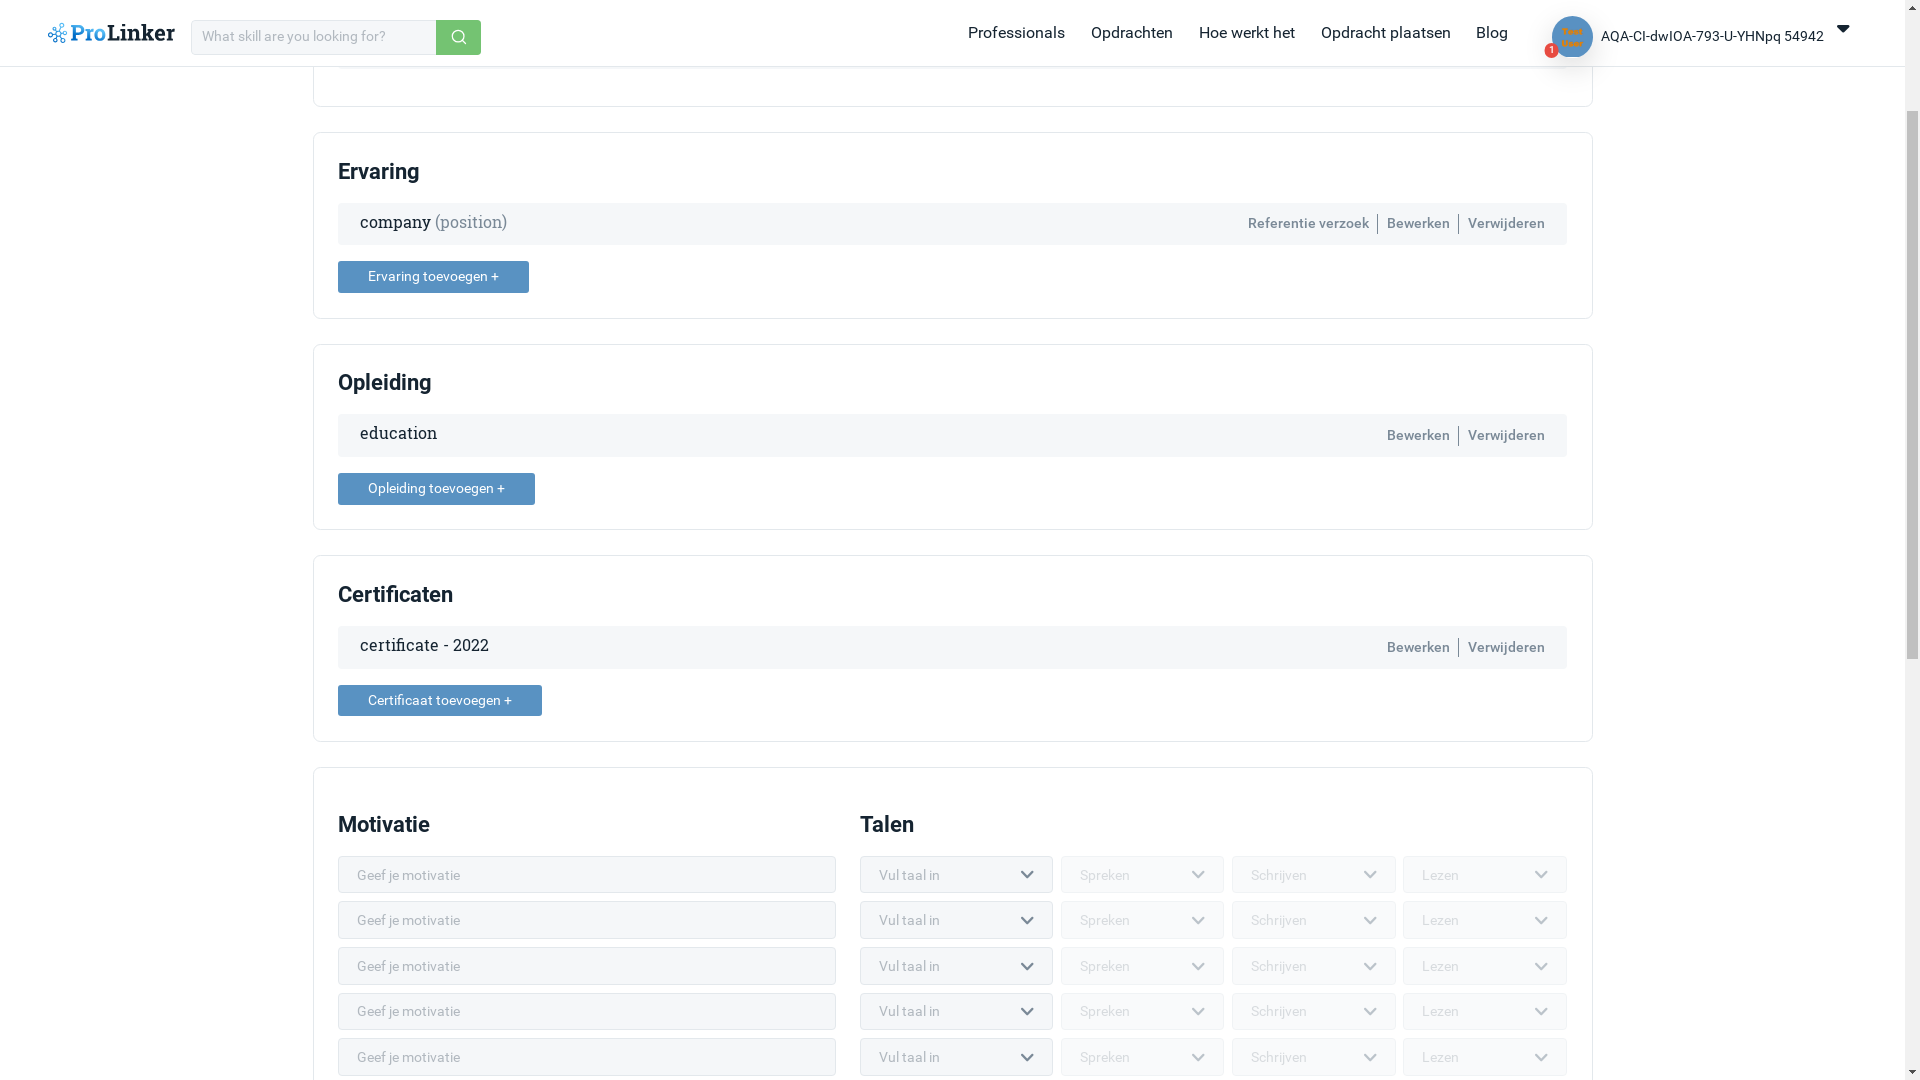 ProLinker
What skill are you looking for?
Professionals
Opdrachten
Hoe werkt het
Opdracht plaatsen
Blog
Test User
1
AQA-CI-dwIOA-793-U-YHNpq 54942
Ervaring
company (position)
Referentie verzoek
Bewerken
Verwijderen
Ervaring toevoegen +
Opleiding
education
Bewerken
Verwijderen
Opleiding toevoegen +
Certificaten
certificate - 2022
Bewerken
Verwijderen
Certificaat toevoegen +
Motivatie
Talen
Geef je motivatie
Vul taal in
Spreken
Schrijven
Lezen
Geef je motivatie
Vul taal in
Spreken
Schrijven
Lezen
Geef je motivatie
Vul taal in
Spreken
Schrijven
Lezen
Geef je motivatie
Vul taal in
Spreken
Schrijven
Lezen
Geef je motivatie
Vul taal in
Spreken
Schrijven
Lezen